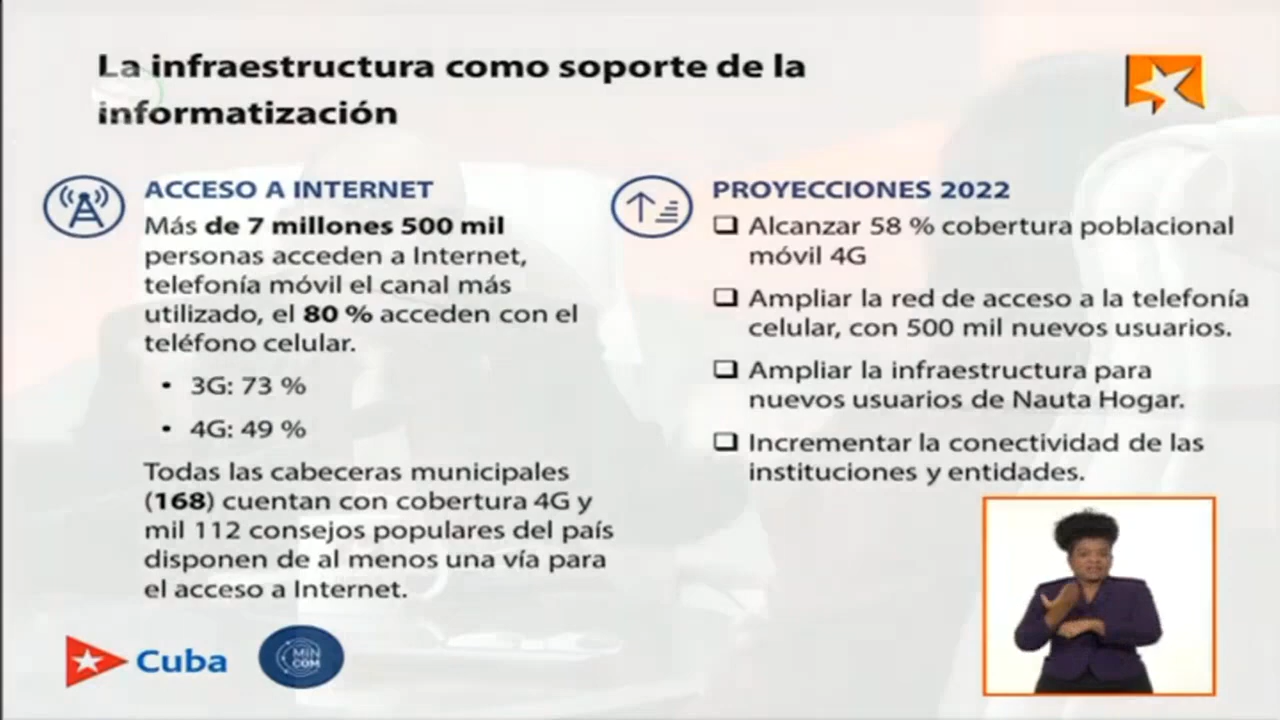 La infraestructura como soporte de la
informatización
ACCESO A INTERNET
Más de 7 millones 500 mil
personas acceden a Internet,
telefonía móvil el canal más
utilizado, el 80 % acceden con el
teléfono celular.
• 3G: 73 %
• 4G: 49 %
Todas las cabeceras municipales
(168) cuentan con cobertura 4G y
mil 112 consejos populares del país
disponen de al menos una vía para
el acceso a Internet.
PROYECCIONES 2022
❑ Alcanzar 58 % cobertura poblacional
móvil 4G
❑ Ampliar la red de acceso a la telefonía
celular, con 500 mil nuevos usuarios.
❑ Ampliar la infraestructura para
nuevos usuarios de Nauta Hogar.
❑ Incrementar la conectividad de las
instituciones y entidades.
Cuba
MIN
COM